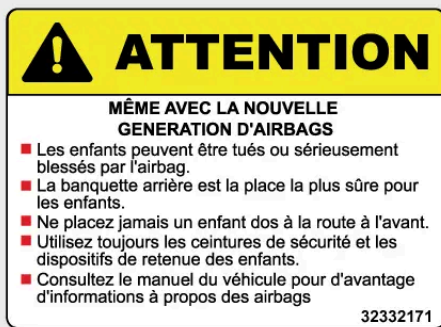 ATTENTION
MÊME AVEC LA NOUVELLE
GENERATION D'AIRBAGS
Les enfants peuvent être tués ou sérieusement
blessés par l'airbag.
La banquette arrière est la place la plus sûre pour
les enfants.
Ne placez jamais un enfant dos à la route à l'avant.
Utilisez toujours les ceintures de sécurité et les
dispositifs de retenue des enfants.
Consultez le manuel du véhicule pour d'avantage
d'informations à propos des airbags
32332171